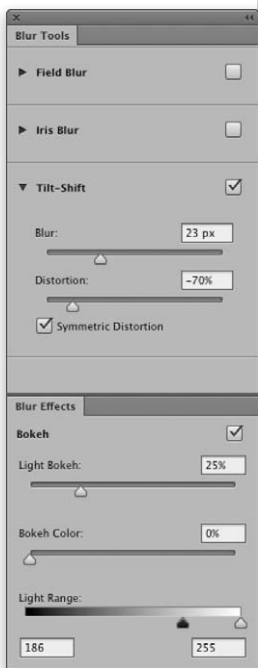 Blur Tools
Field Blur
Iris Blur
Tilt-Shift
Blur: 23 px
Distortion: -70%
Symmetric Distortion
Blur Effects
Bokeh
Light Bokeh: 25%
Bokeh Color: 0%
Light Range:
186 255